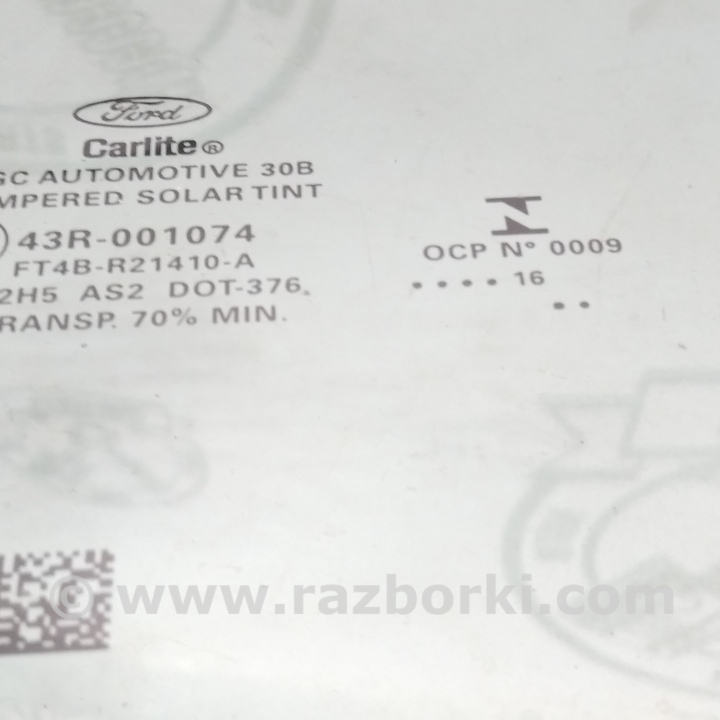 Ford
Carlite®
GC AUTOMOTIVE 30B
MPERED SOLAR TINT
43R-001074
FT4B-R21410-A
2H5 AS2 DOT-376
RANSP. 70% MIN.
OCP N° 0009
16
© www.razborki.com